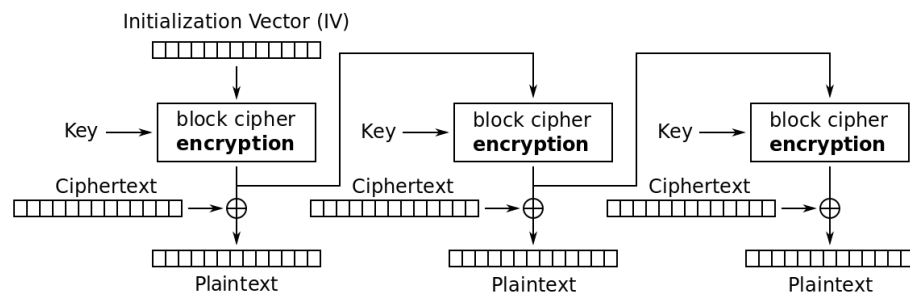 Initialization Vector (IV)
Key
block cipher
encryption
Key
block cipher
encryption
Key
block cipher
encryption
Ciphertext
Ciphertext
Ciphertext
Plaintext
Plaintext
Plaintext